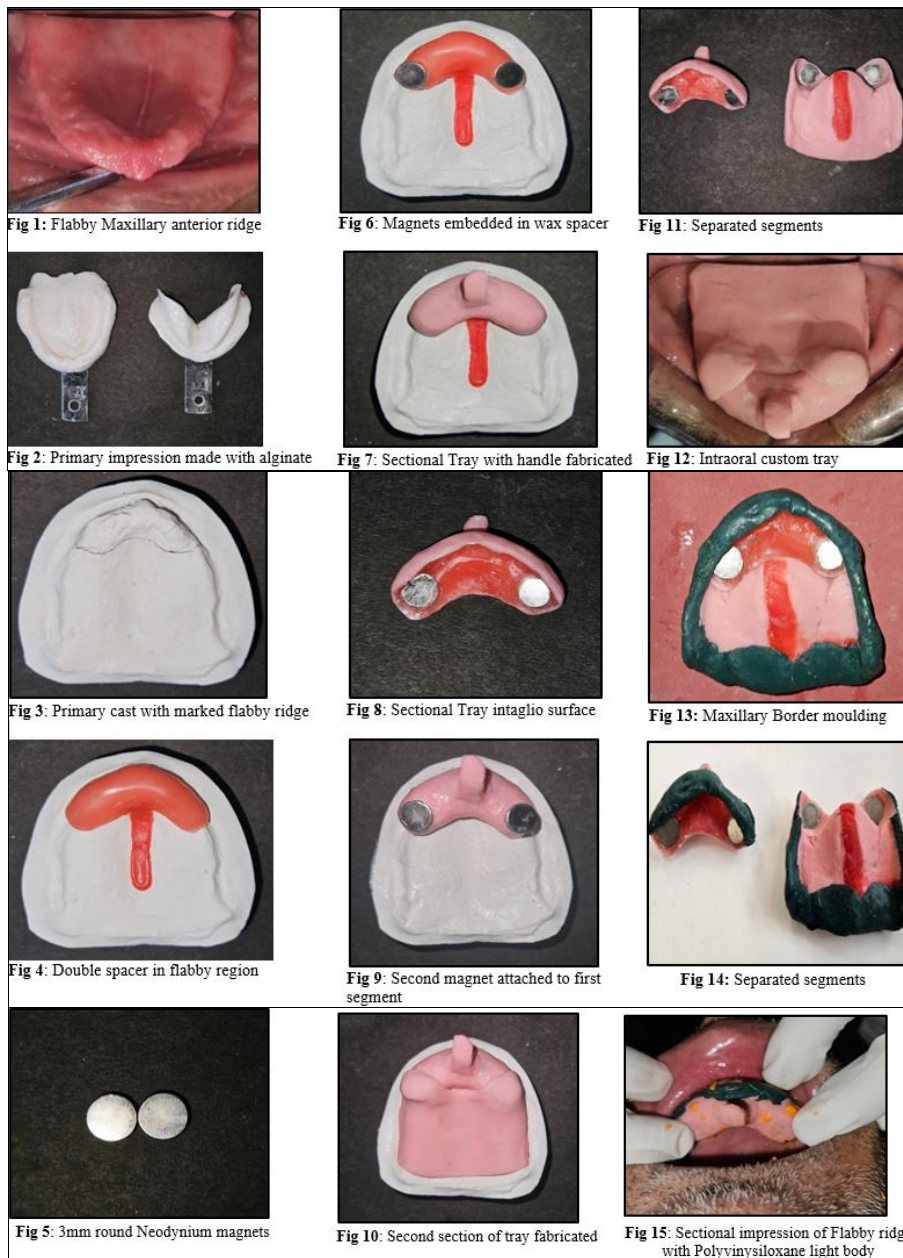 Fig 1: Flabby Maxillary anterior ridge
Fig 6: Magnets embedded in wax spacer
Fig 11: Separated segments
Fig 2: Primary impression made with alginate
Fig 7: Sectional Tray with handle fabricated
Fig 12: Intraoral custom tray
Fig 3: Primary cast with marked flabby ridge
Fig 8: Sectional Tray intaglio surface
Fig 13: Maxillary Border moulding
Fig 4: Double spacer in flabby region
Fig 9: Second magnet attached to first
segment
Fig 14: Separated segments
Fig 5: 3mm round Neodynium magnets
Fig 10: Second section of tray fabricated
Fig 15: Sectional impression of Flabby ridg
with Polyvinysiloxane light body